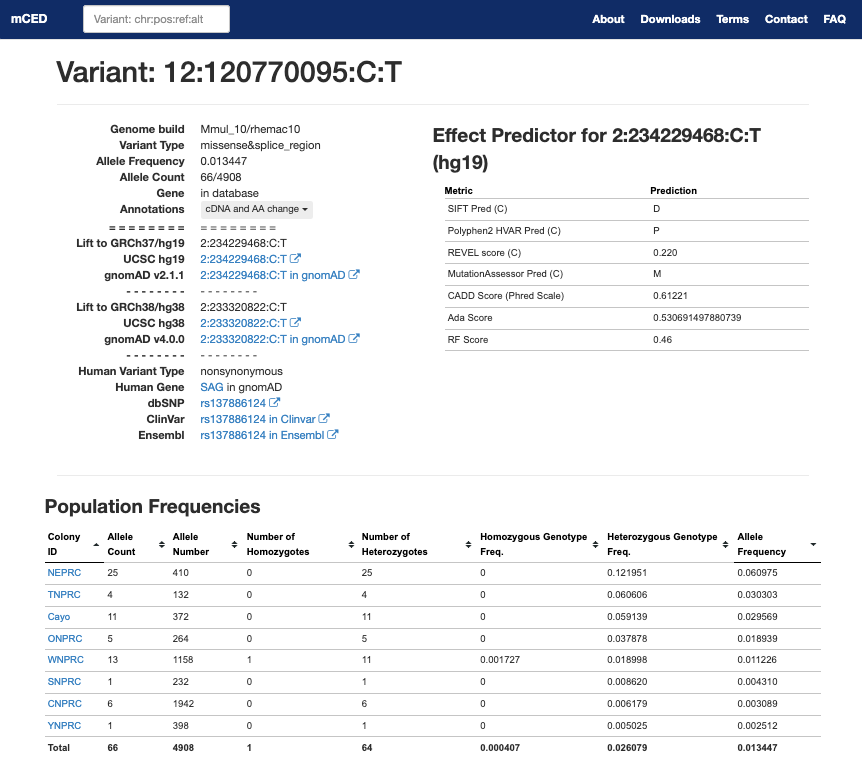 mCED
Variant: chr:pos:ref:alt
About Downloads Terms Contact FAQ
Variant: 12:120770095:C:T
Genome build Mmul_10/rhemac10
Variant Type missense&splice_region
Allele Frequency 0.013447
Allele Count 66/4908
Gene in database
Annotations cDNA and AA change
= = = = = = = = = = = = = = = =
Lift to GRCh37/hg19 2:234229468:C:T
UCSC hg19 2:234229468:C:T
gnomAD v2.1.1 2:234229468:C:T in gnomAD
- - - - - - - - - - - - - - - -
Lift to GRCh38/hg38 2:233320822:C:T
UCSC hg38 2:233320822:C:T
gnomAD v4.0.0 2:233320822:C:T in gnomAD
- - - - - - - - - - - - - - - -
Human Variant Type nonsynonymous
Human Gene SAG in gnomAD
dbSNP rs137886124
ClinVar rs137886124 in Clinvar
Ensembl rs137886124 in Ensembl
Effect Predictor for 2:234229468:C:T
(hg19)
Metric Prediction
SIFT Pred (C) D
Polyphen2 HVAR Pred (C) P
REVEL score (C) 0.220
MutationAssessor Pred (C) M
CADD Score (Phred Scale) 0.61221
Ada Score 0.530691497880739
RF Score 0.46
Population Frequencies
Colony Allele Allele Number of Number of Homozygous Genotype Heterozygous Genotype Allele
ID Count Number Homozygotes Heterozygotes Freq. Freq. Frequency
NEPRC 25 410 0 25 0 0.121951 0.060975
TNPRC 4 132 0 4 0 0.060606 0.030303
Cayo 11 372 0 11 0 0.059139 0.029569
ONPRC 5 264 0 5 0 0.037878 0.018939
WNPRC 13 1158 1 11 0.001727 0.018998 0.011226
SNPRC 1 232 0 1 0 0.008620 0.004310
CNPRC 6 1942 0 6 0 0.006179 0.003089
YNPRC 1 398 0 1 0 0.005025 0.002512
Total 66 4908 1 64 0.000407 0.026079 0.013447